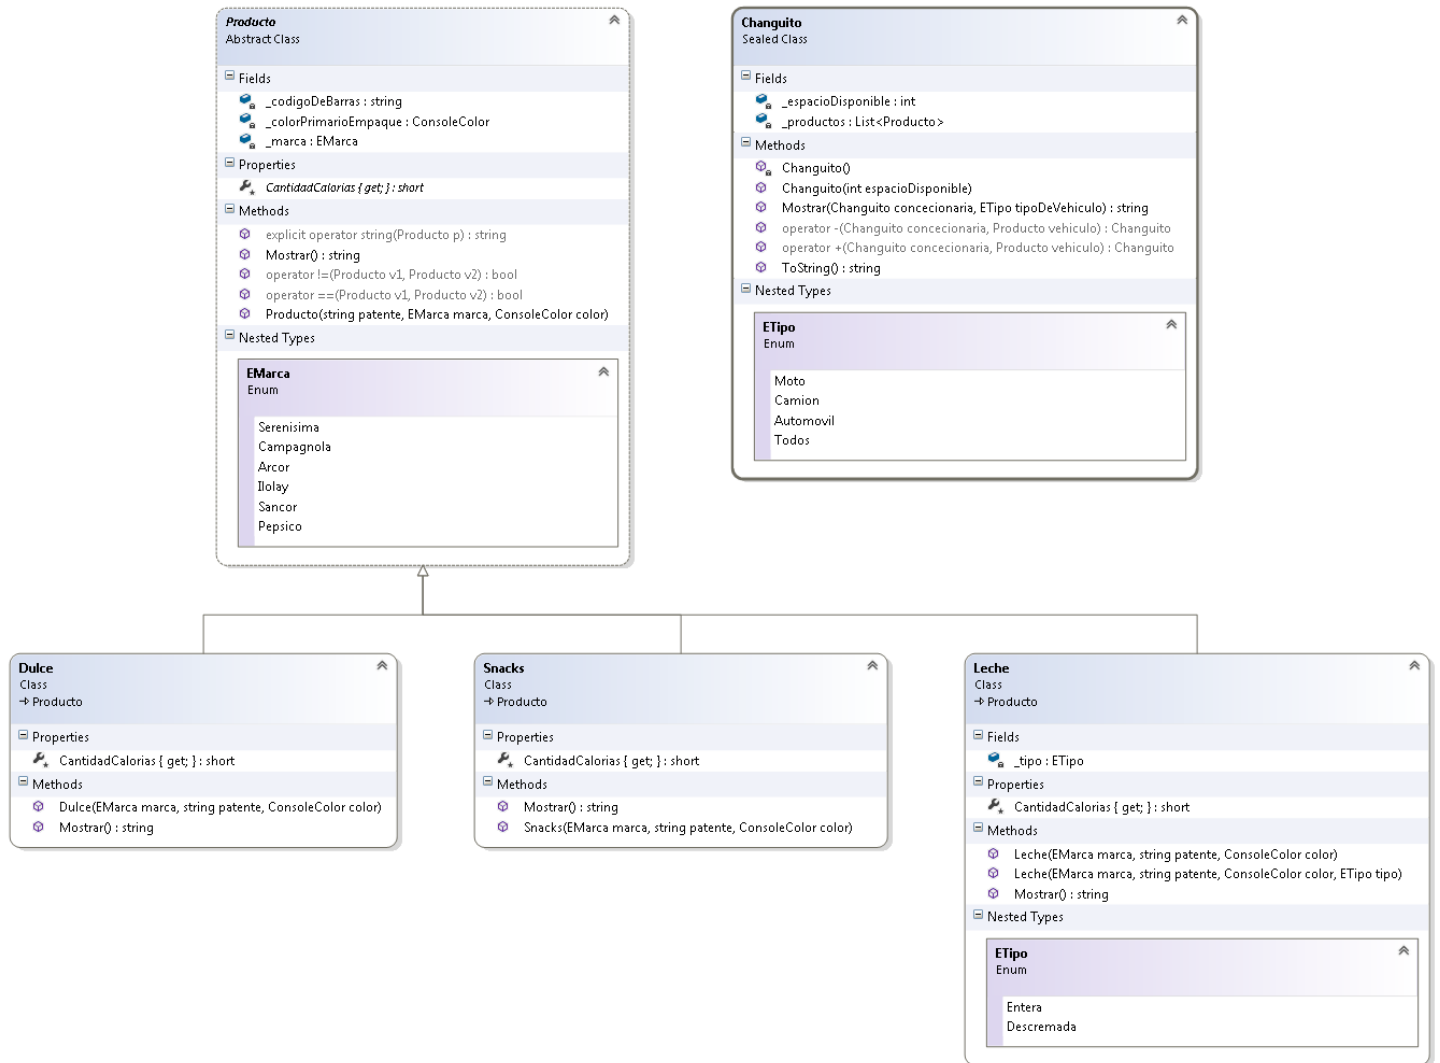 Producto
Abstract Class
Fields
_codigoDeBarras : string
_colorPrimarioEmpaque : ConsoleColor
_marca : EMarca
Properties
CantidadCalorias { get; } : short
Methods
explicit operator string(Producto p) : string
Mostrar() : string
operator !=(Producto v1, Producto v2) : bool
operator ==(Producto v1, Producto v2) : bool
Producto(string patente, EMarca marca, ConsoleColor color)
Nested Types
EMarca
Enum
Serenisima
Campagnola
Arcor
Ilolay
Sancor
Pepsico
Changuito
Sealed Class
Fields
_espacioDisponible : int
_productos : List<Producto>
Methods
Changuito()
Changuito(int espacioDisponible)
Mostrar(Changuito concecionaria, ETipo tipoDeVehiculo) : string
operator -(Changuito concecionaria, Producto vehiculo) : Changuito
operator +(Changuito concecionaria, Producto vehiculo) : Changuito
ToString() : string
Nested Types
ETipo
Enum
Moto
Camion
Automovil
Todos
Dulce
Class
Producto
Properties
CantidadCalorias { get; } : short
Methods
Dulce(EMarca marca, string patente, ConsoleColor color)
Mostrar() : string
Snacks
Class
Producto
Properties
CantidadCalorias { get; } : short
Methods
Mostrar() : string
Snacks(EMarca marca, string patente, ConsoleColor color)
Leche
Class
Producto
Fields
_tipo : ETipo
Properties
CantidadCalorias { get; } : short
Methods
Leche(EMarca marca, string patente, ConsoleColor color)
Leche(EMarca marca, string patente, ConsoleColor color, ETipo tipo)
Mostrar() : string
Nested Types
ETipo
Enum
Entera
Descremada